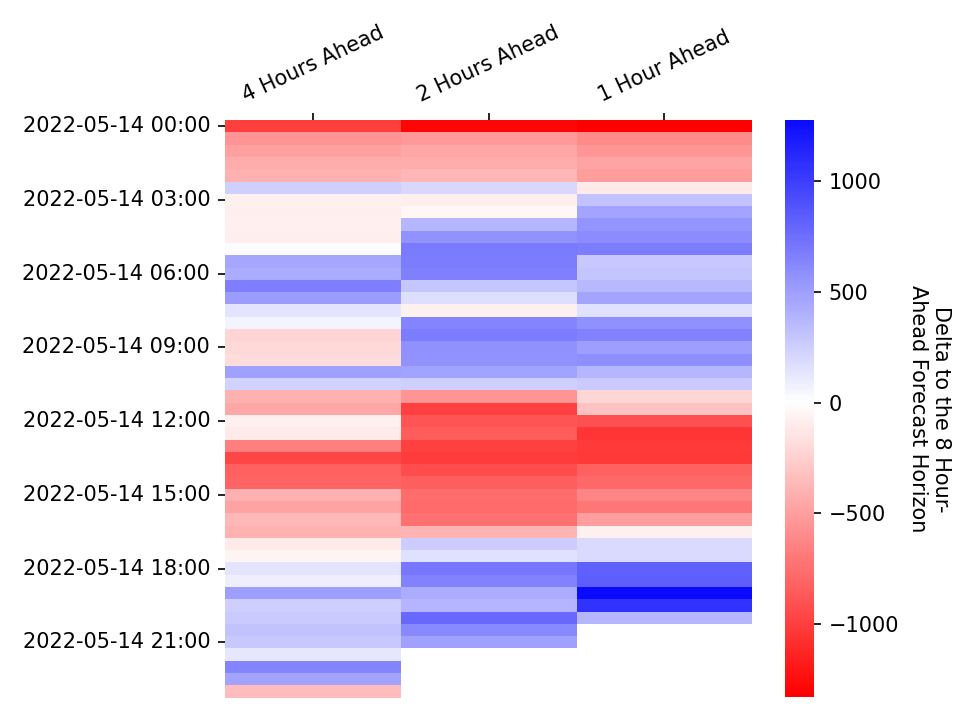 4 Hours Ahead
2 Hours Ahead
1 Hour Ahead
2022-05-14 00:00
2022-05-14 03:00
2022-05-14 06:00
2022-05-14 09:00
2022-05-14 12:00
2022-05-14 15:00
2022-05-14 18:00
2022-05-14 21:00
1000
500
0
−500
−1000
Delta to the 8 Hour-
Ahead Forecast Horizon